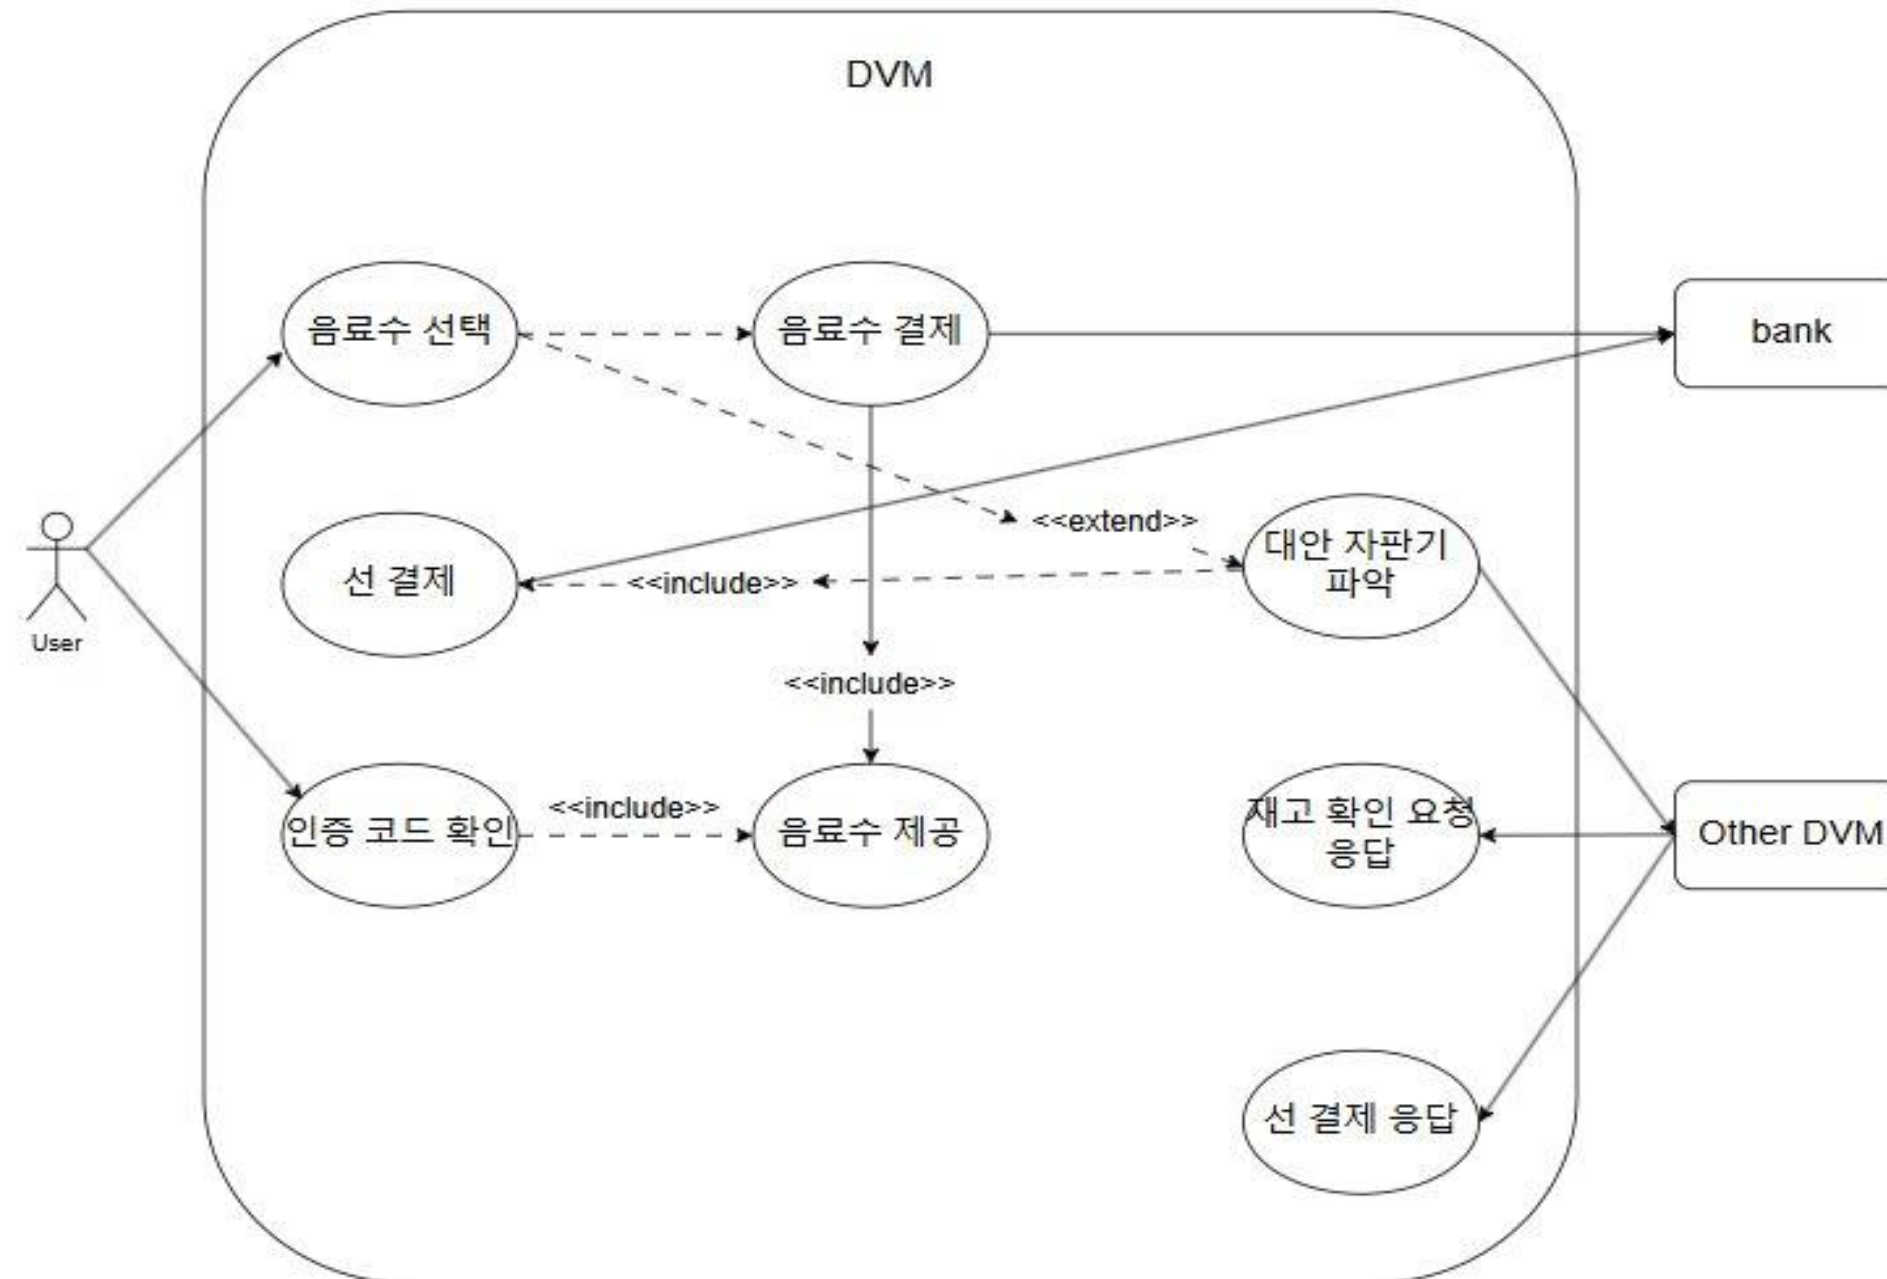 DVM
음료수 선택
음료수 결제
bank
<<extend>>
대안 자판기
파악
선 결제
<<include>>
User
<<include>>
<<include>>
인증 코드 확인
음료수 제공
재고 확인 요청
응답
Other DVM
선 결제 응답